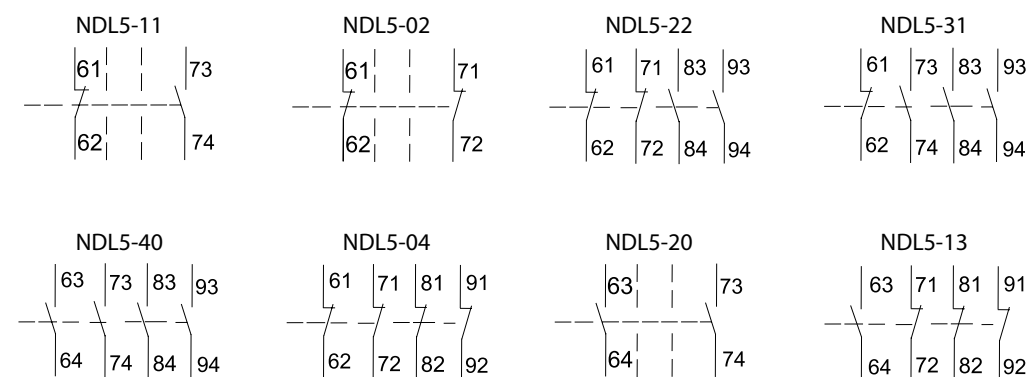 NDL5-11 NDL5-02 NDL5-22 NDL5-31
61 73 61 71 61 71 83 93 61 73 83 93
62 74 62 72 62 72 84 94 62 74 84 94
NDL5-40 NDL5-04 NDL5-20 NDL5-13
63 73 83 93 61 71 81 91 63 73 63 71 81 91
64 74 84 94 62 72 82 92 64 74 64 72 82 92